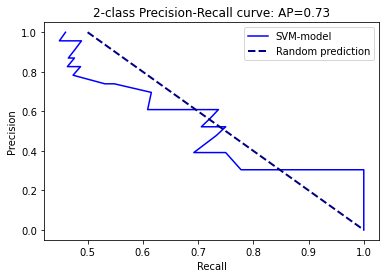 2-class Precision-Recall curve: AP=0.73
SVM-model
Random prediction
Precision
1.0
0.8
0.6
0.4
0.2
0.0
0.5 0.6 0.7 0.8 0.9 1.0
Recall